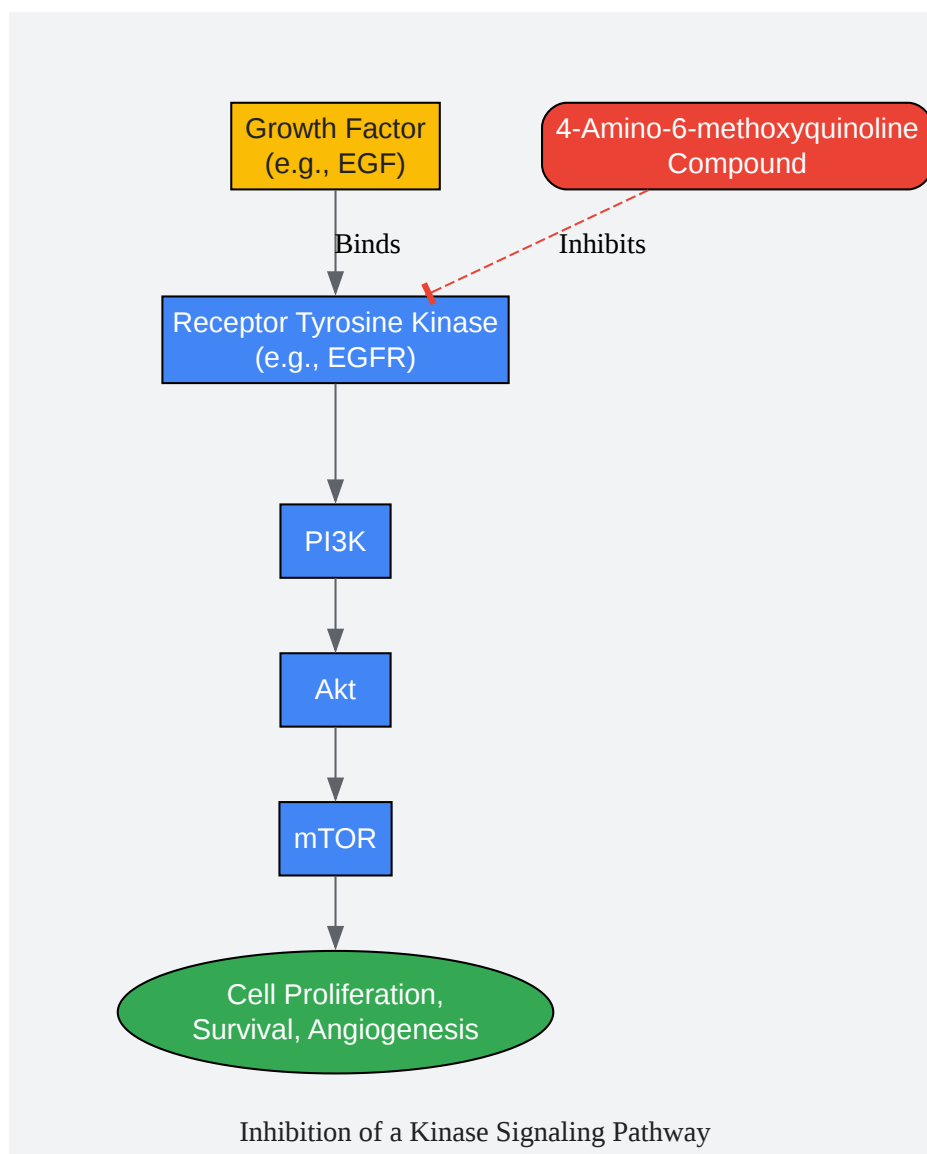 Growth Factor
(e.g., EGF)
4-Amino-6-methoxyquinoline
Compound
Binds
Inhibits
Receptor Tyrosine Kinase
(e.g., EGFR)
PI3K
Akt
mTOR
Cell Proliferation,
Survival, Angiogenesis
Inhibition of a Kinase Signaling Pathway